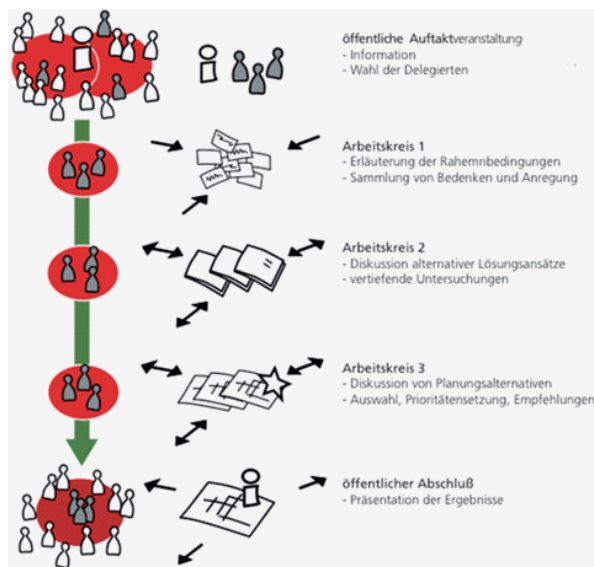 öffentliche Auftaktveranstaltung
- Information
- Wahl der Delegierten
Arbeitskreis 1
- Erläuterung der Rahemnbedingungen
- Sammlung von Bedenken und Anregung
Arbeitskreis 2
- Diskussion alternativer Lösungsansätze
- vertiefende Untersuchungen
Arbeitskreis 3
- Diskussion von Planungsalternativen
- Auswahl, Prioritätensetzung, Empfehlungen
öffentlicher Abschluß
- Präsentation der Ergebnisse